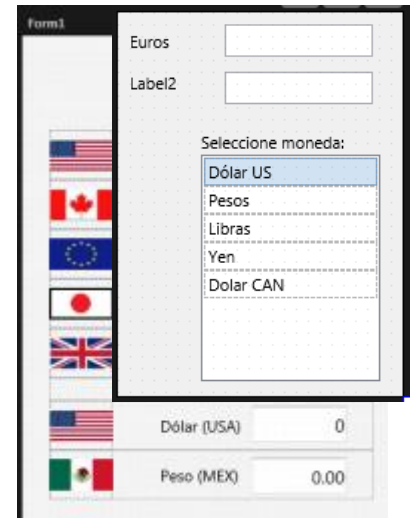 Form1
Euros
Label2
Seleccione moneda:
Dólar US
Pesos
Libras
Yen
Dolar CAN
Dólar (USA) 0
Peso (MEX) 0.00